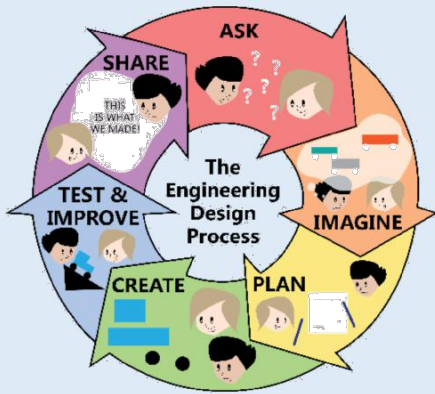 ASK
?
?
?
?
?
SHARE
THIS
IS WHAT
WE MADE!
The
Engineering
Design
Process
TEST &
IMPROVE
IMAGINE
CREATE
PLAN